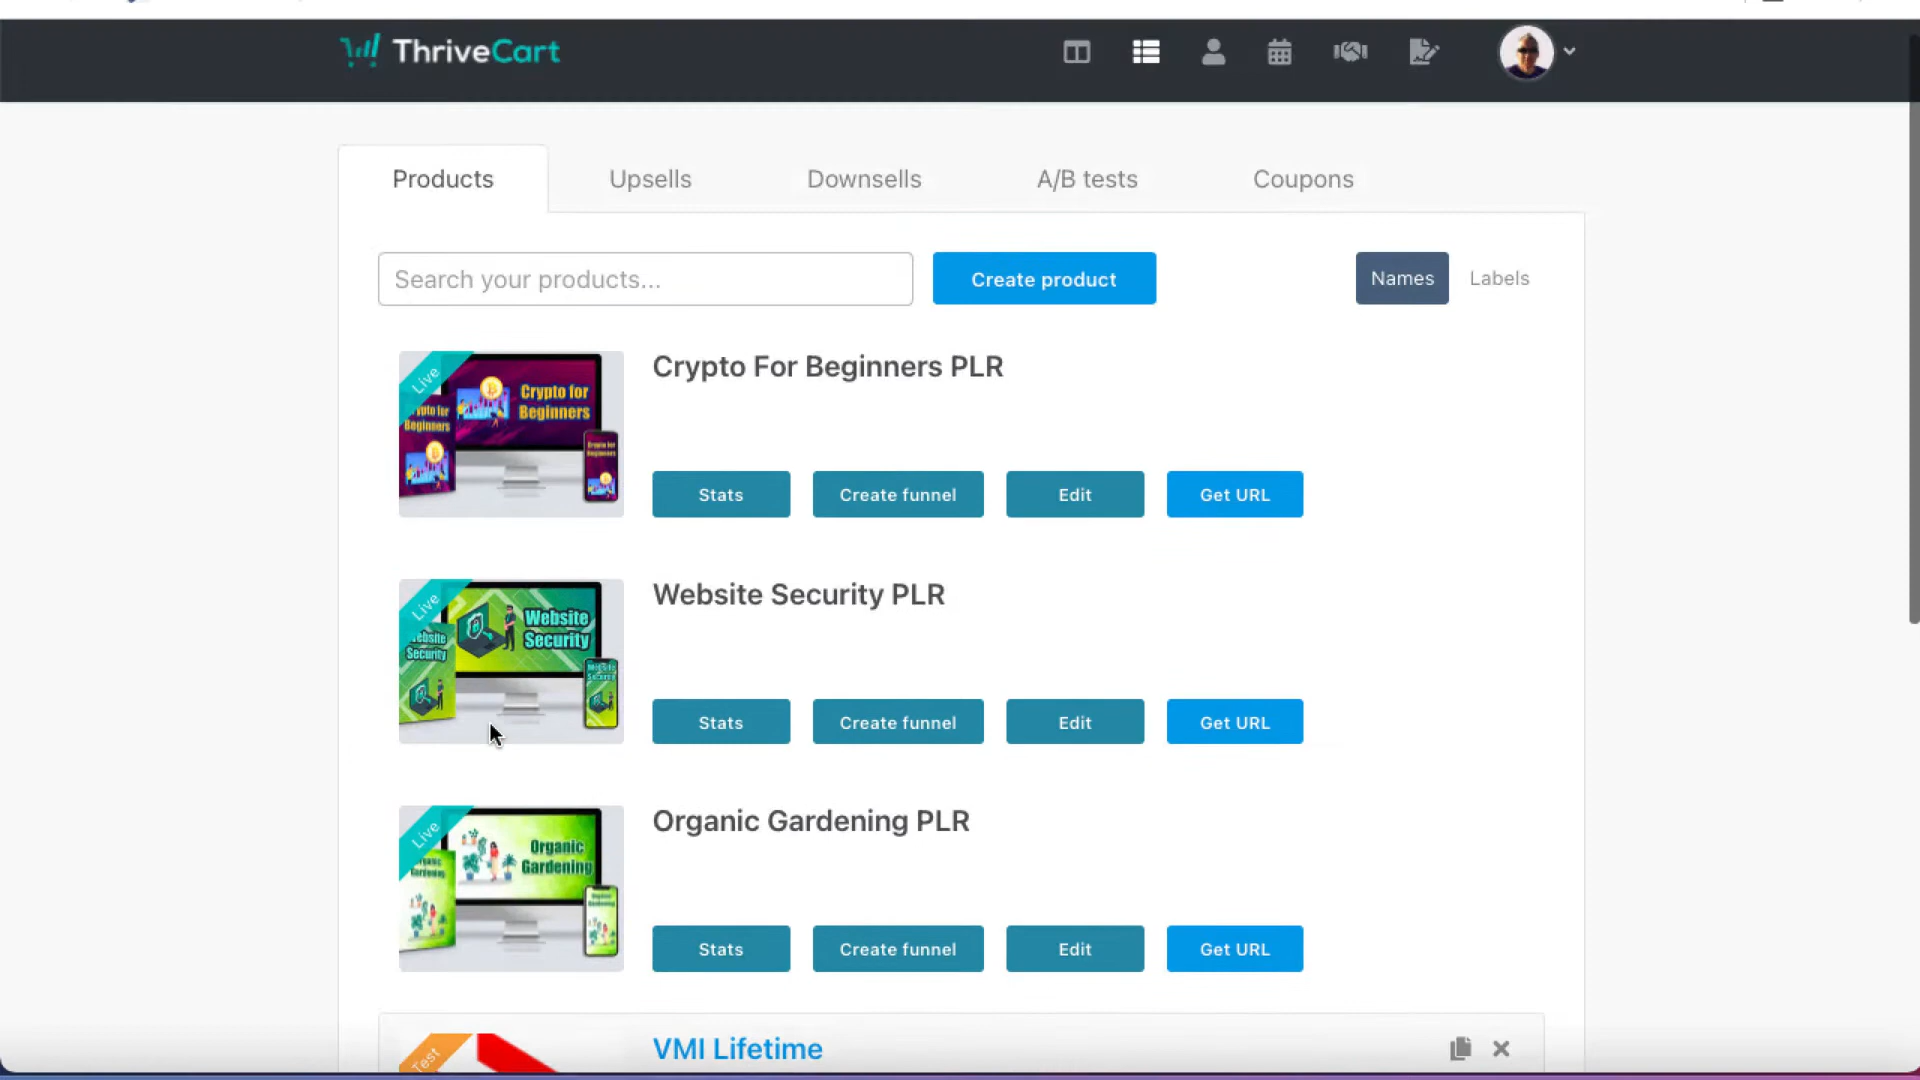 ThriveCart
Products
Upsells
Downsells
A/B tests
Coupons
Search your products...
Create product
Names
Labels
Live
Crypto for
Beginners
Crypto For Beginners PLR
Stats
Create funnel
Edit
Get URL
Live
Website
Security
Website Security PLR
Stats
Create funnel
Edit
Get URL
Live
Organic
Gardening
Organic Gardening PLR
Stats
Create funnel
Edit
Get URL
Test
VMI Lifetime